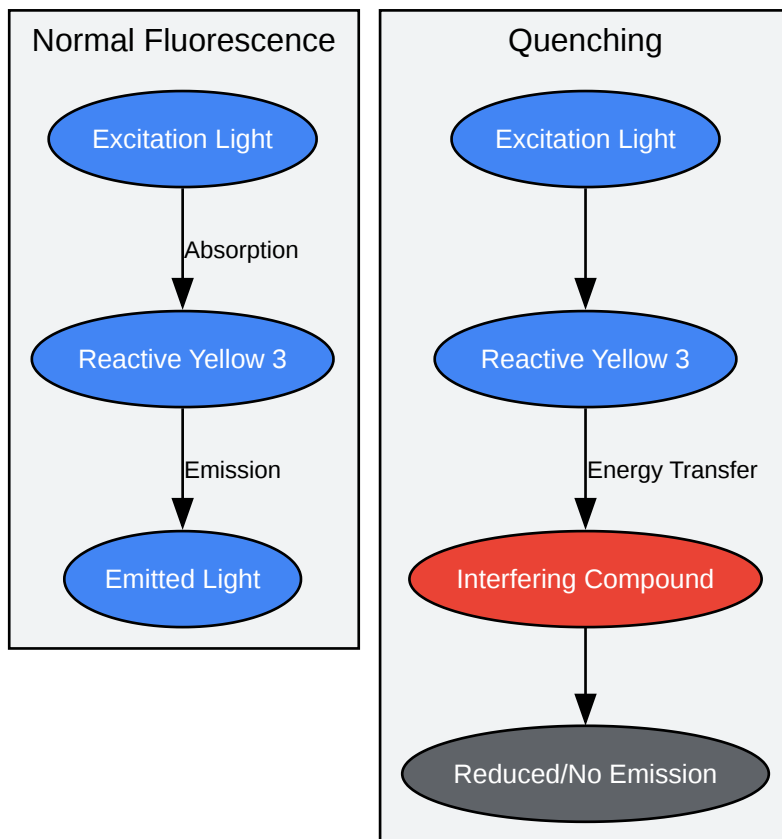 Normal Fluorescence
Excitation Light
Absorption
Reactive Yellow 3
Emission
Emitted Light
Quenching
Excitation Light
Reactive Yellow 3
Energy Transfer
Interfering Compound
Reduced/No Emission